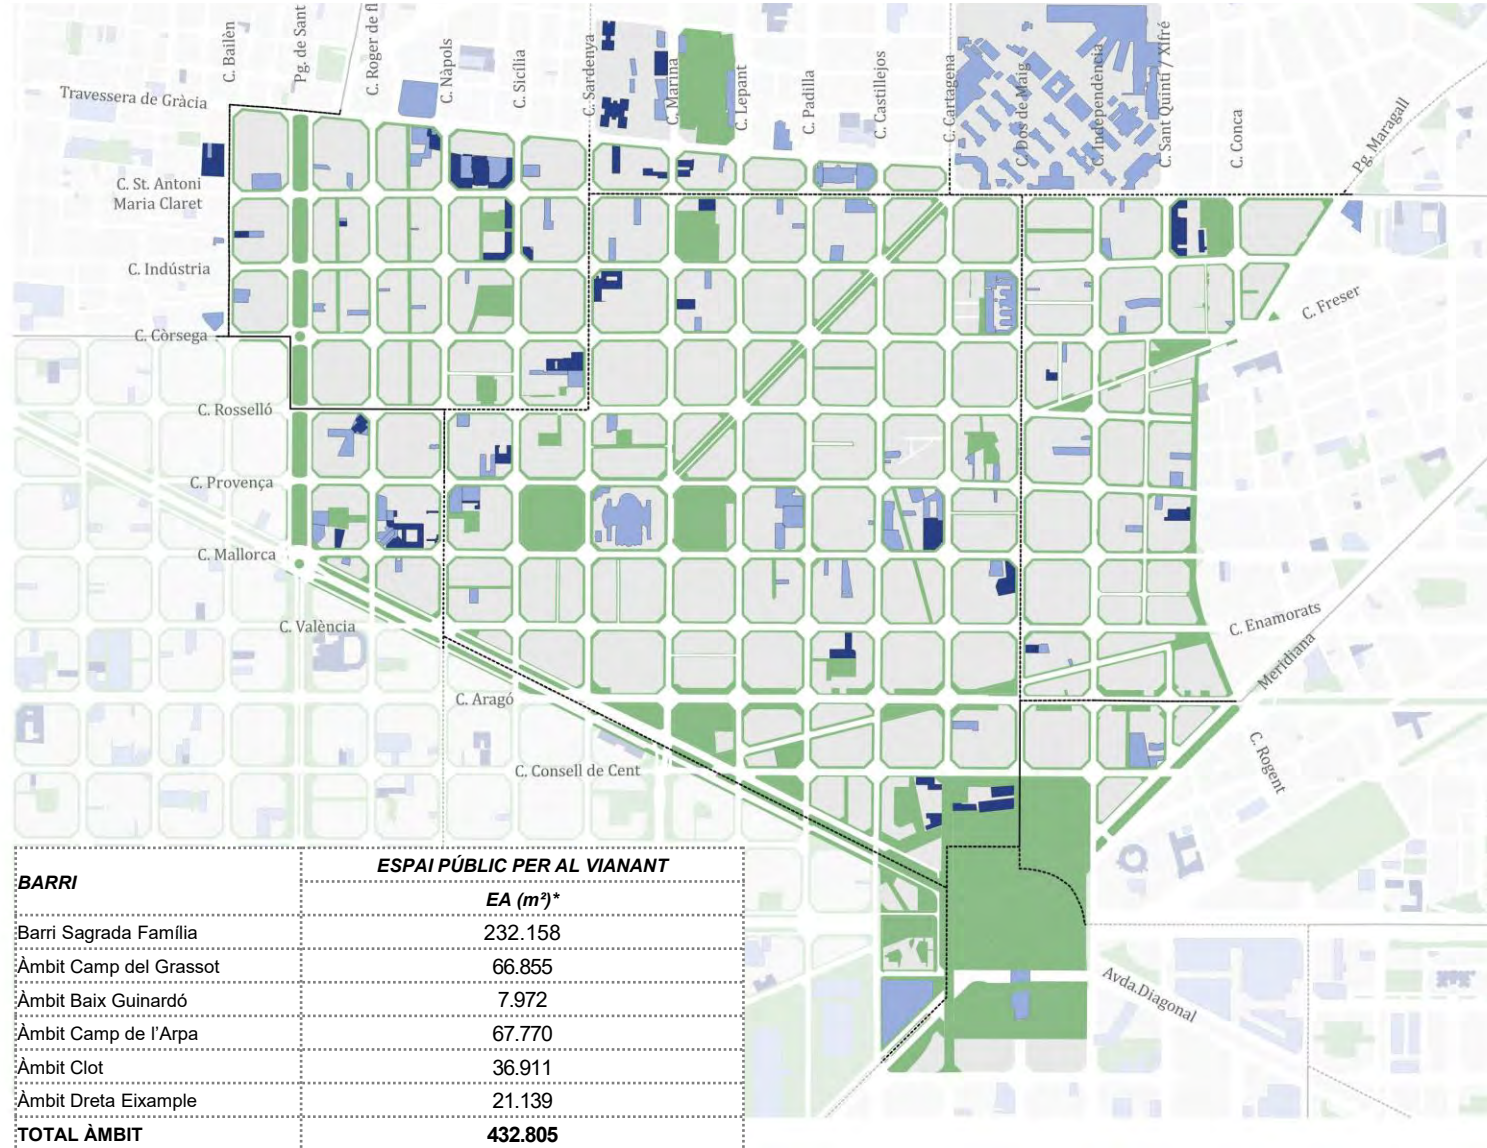 C. Bailèn
Pg. de Sant
C. Roger de fl
C. Nàpols
C. Sicília
C. Sardenya
C. Marina
C. Lepant
C. Padilla
C. Castillejos
C. Cartagena
C. Dos de Maig
C. Independència
C. Sant Quintí / Xifré
C. Conca
Pg. Maragall
Travessera de Gràcia
C. St. Antoni
Maria Claret
C. Indústria
C. Freser
C. Còrsega
C. Rosselló
C. Provença
C. Mallorca
C. València
C. Enamorats
Meridiana
C. Aragó
C. Rogent
C. Consell de Cent
Avda.Diagonal
BARRI
ESPAI PÚBLIC PER AL VIANANT
EA (m²)*
Barri Sagrada Família 232.158
Àmbit Camp del Grassot 66.855
Àmbit Baix Guinardó 7.972
Àmbit Camp de l'Arpa 67.770
Àmbit Clot 36.911
Àmbit Dreta Eixample 21.139
TOTAL ÀMBIT 432.805